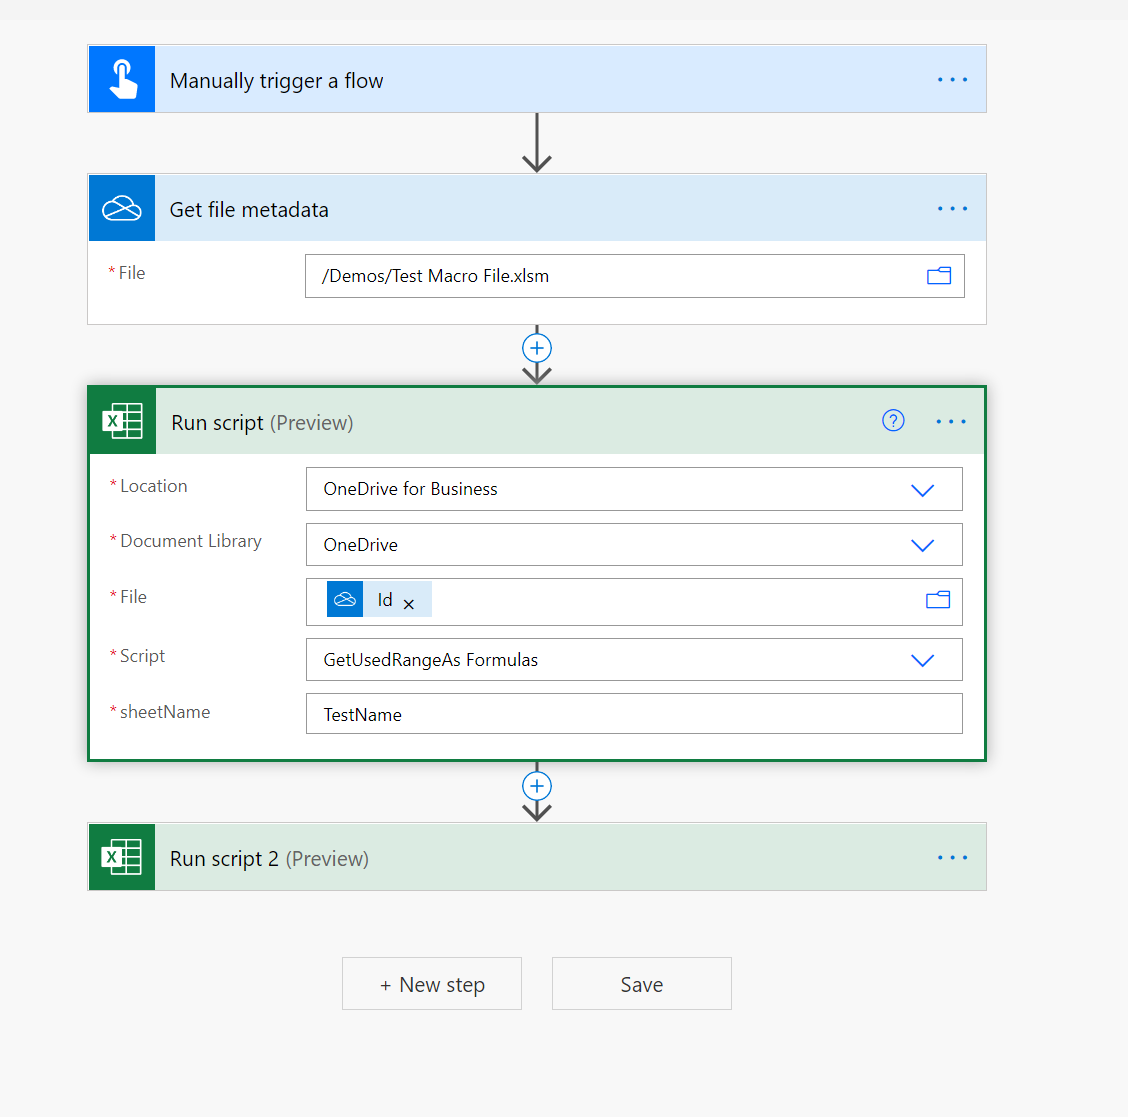 Manually trigger a flow
Get file metadata
* File
/Demos/Test Macro File.xlsm
Run script (Preview)
* Location
OneDrive for Business
* Document Library
OneDrive
* File
Id ×
* Script
GetUsedRangeAs Formulas
* sheetName
TestName
Run script 2 (Preview)
+ New step
Save